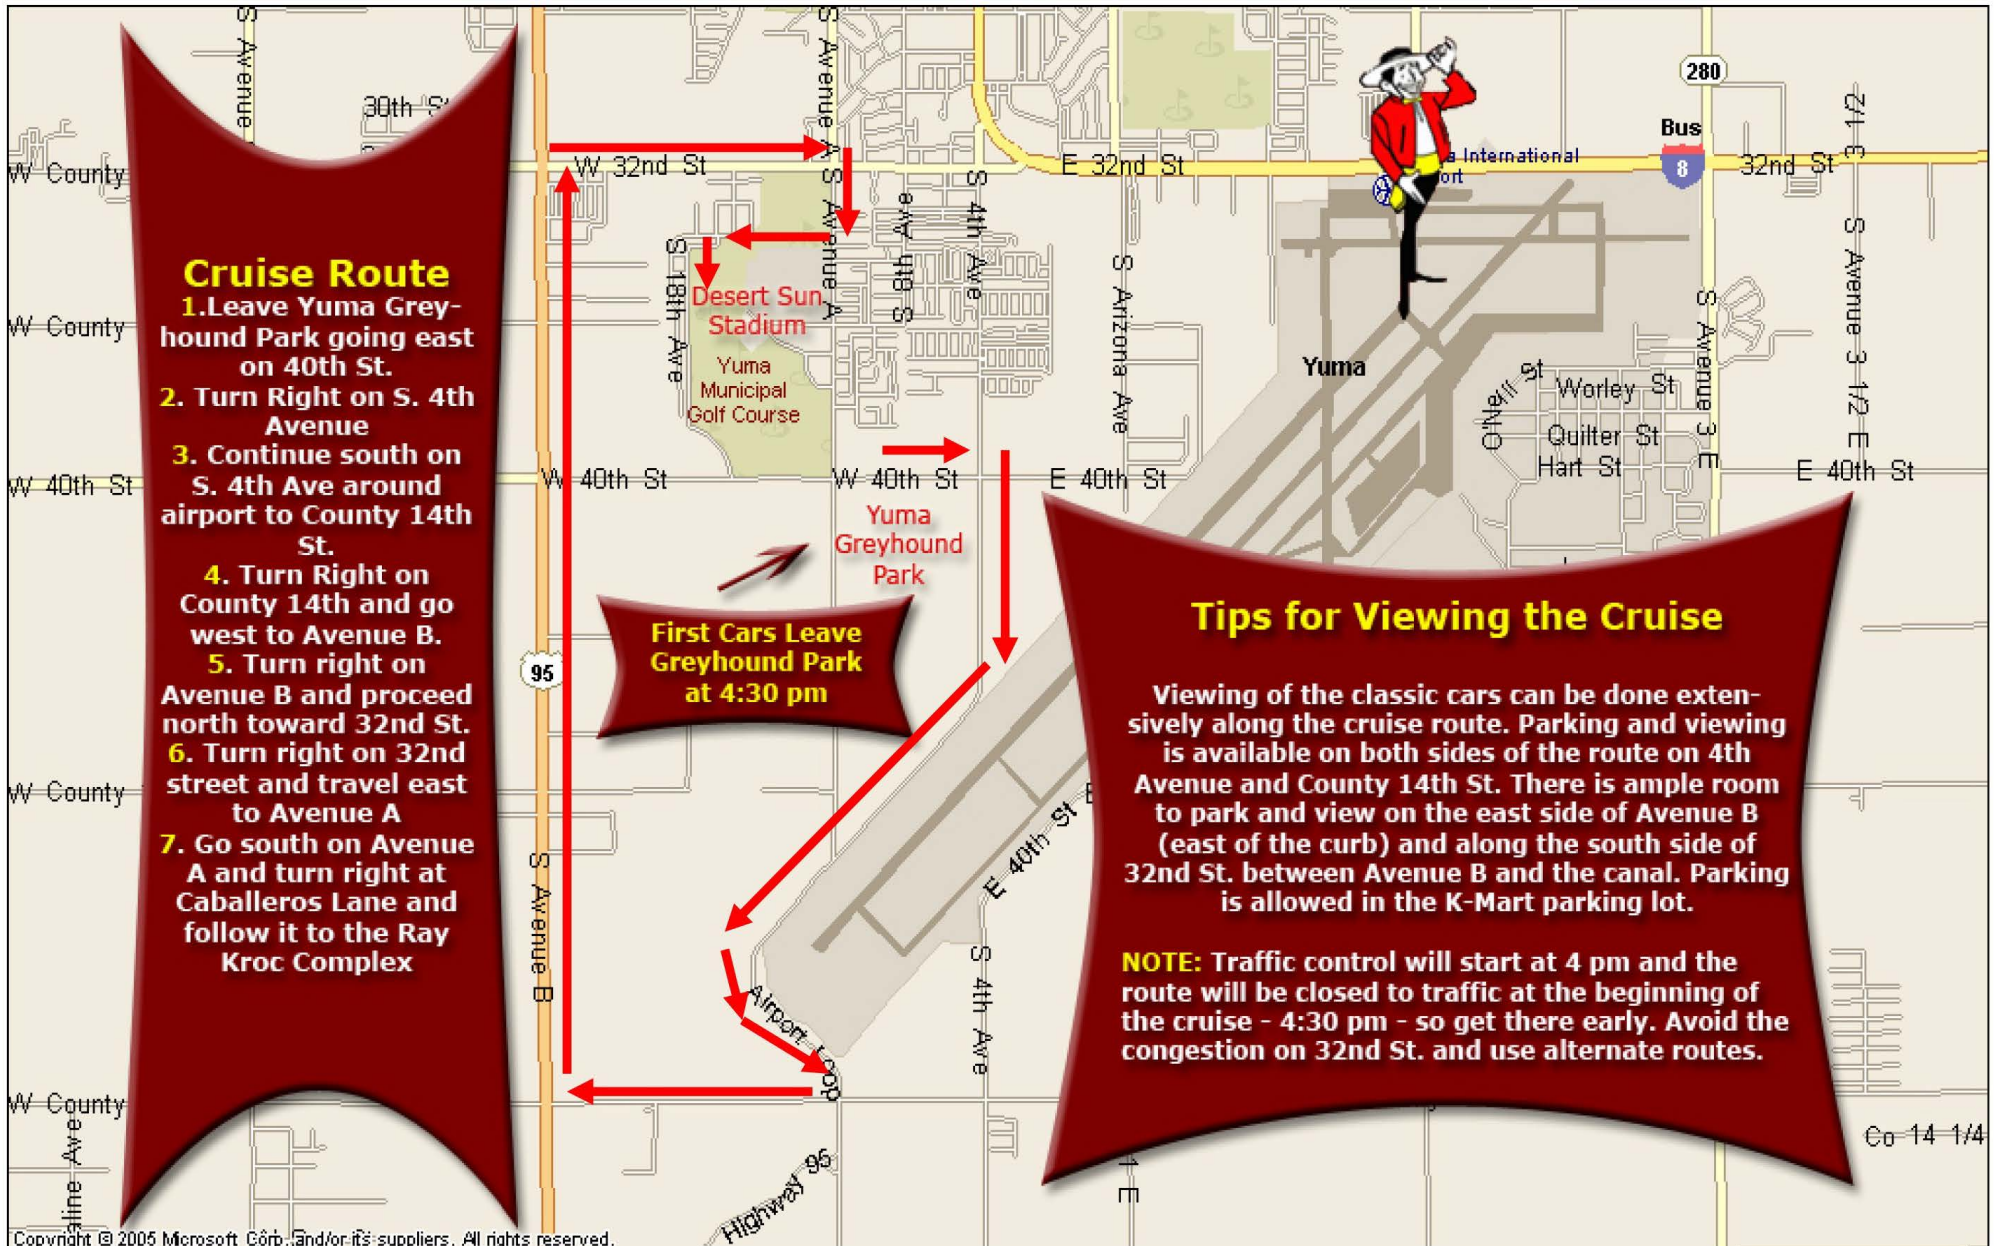 Cruise Route
1.Leave Yuma Grey-
hound Park going east
on 40th St.
2. Turn Right on S. 4th
Avenue
3. Continue south on
S. 4th Ave around
airport to County 14th
St.
4. Turn Right on
County 14th and go
west to Avenue B.
5. Turn right on
Avenue B and proceed
north toward 32nd St.
6. Turn right on 32nd
street and travel east
to Avenue A
7. Go south on Avenue
A and turn right at
Caballeros Lane and
follow it to the Ray
Kroc Complex
First Cars Leave
Greyhound Park
at 4:30 pm
Tips for Viewing the Cruise
Viewing of the classic cars can be done exten-
sively along the cruise route. Parking and viewing
is available on both sides of the route on 4th
Avenue and County 14th St. There is ample room
to park and view on the east side of Avenue B
(east of the curb) and along the south side of
32nd St. between Avenue B and the canal. Parking
is allowed in the K-Mart parking lot.
NOTE: Traffic control will start at 4 pm and the
route will be closed to traffic at the beginning of
the cruise - 4:30 pm - so get there early. Avoid the
congestion on 32nd St. and use alternate routes.
S Avenue
30th St
W County
W County
W 40th St
W County
W County
S Avenue A
W 32nd St
E 32nd St
S Avenue A
S 4th Ave
S 8th Ave
S 18th Ave
Desert Sun
Stadium
Yuma
Municipal
Golf Course
W 40th St
W 40th St
E 40th St
Yuma
Greyhound
Park
S Arizona Ave
International
Yuma
280
Bus
8
32nd St
3 1/2
S Avenue 3 1/2 E
S Avenue 3 E
O'Neill St
Worley St
Quilter St
Hart St
E 40th St
95
S Avenue B
E 40th St
S 4th Ave
Airport Loop
Highway 95
1 E
Co 14 1/4
Copyright © 2005 Microsoft Corp. and/or its suppliers. All rights reserved.